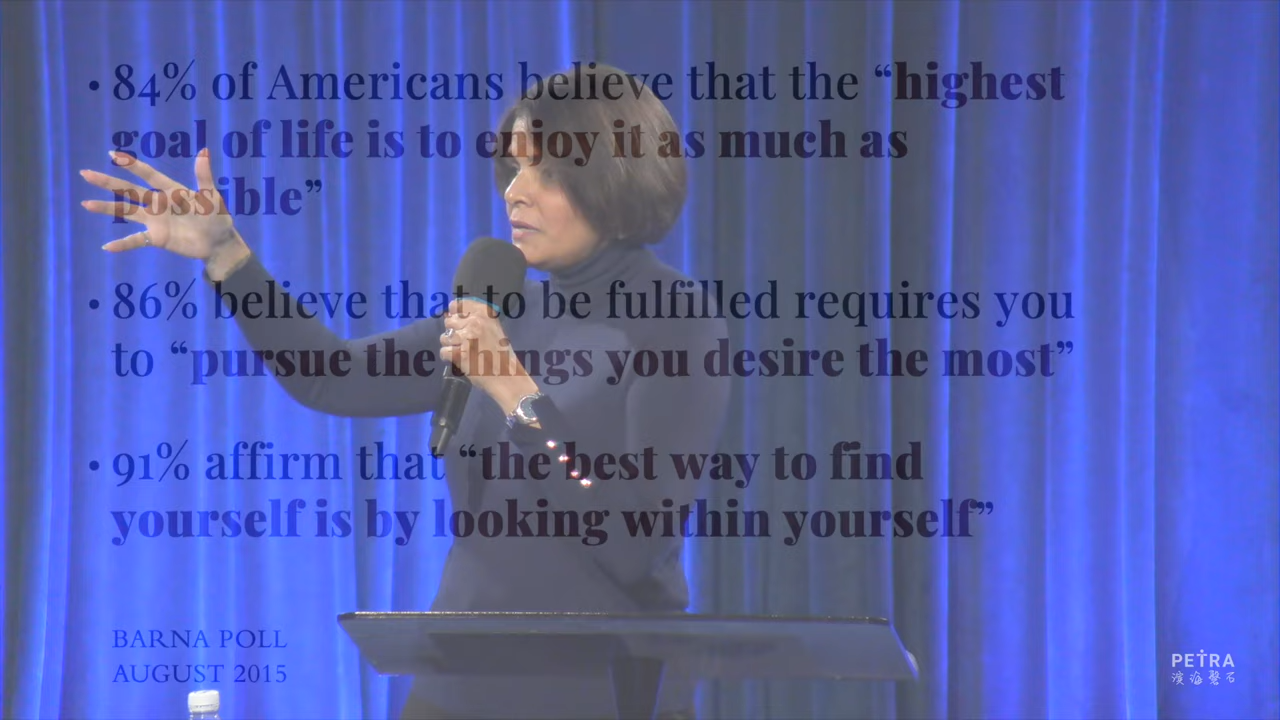 • 84% of Americans believe that the “highest
goal of life is to enjoy it as much as
possible”
• 86% believe that to be fulfilled requires you
to “pursue the things you desire the most”
• 91% affirm that “the best way to find
yourself is by looking within yourself”
BARNA POLL
AUGUST 2015
PETRA